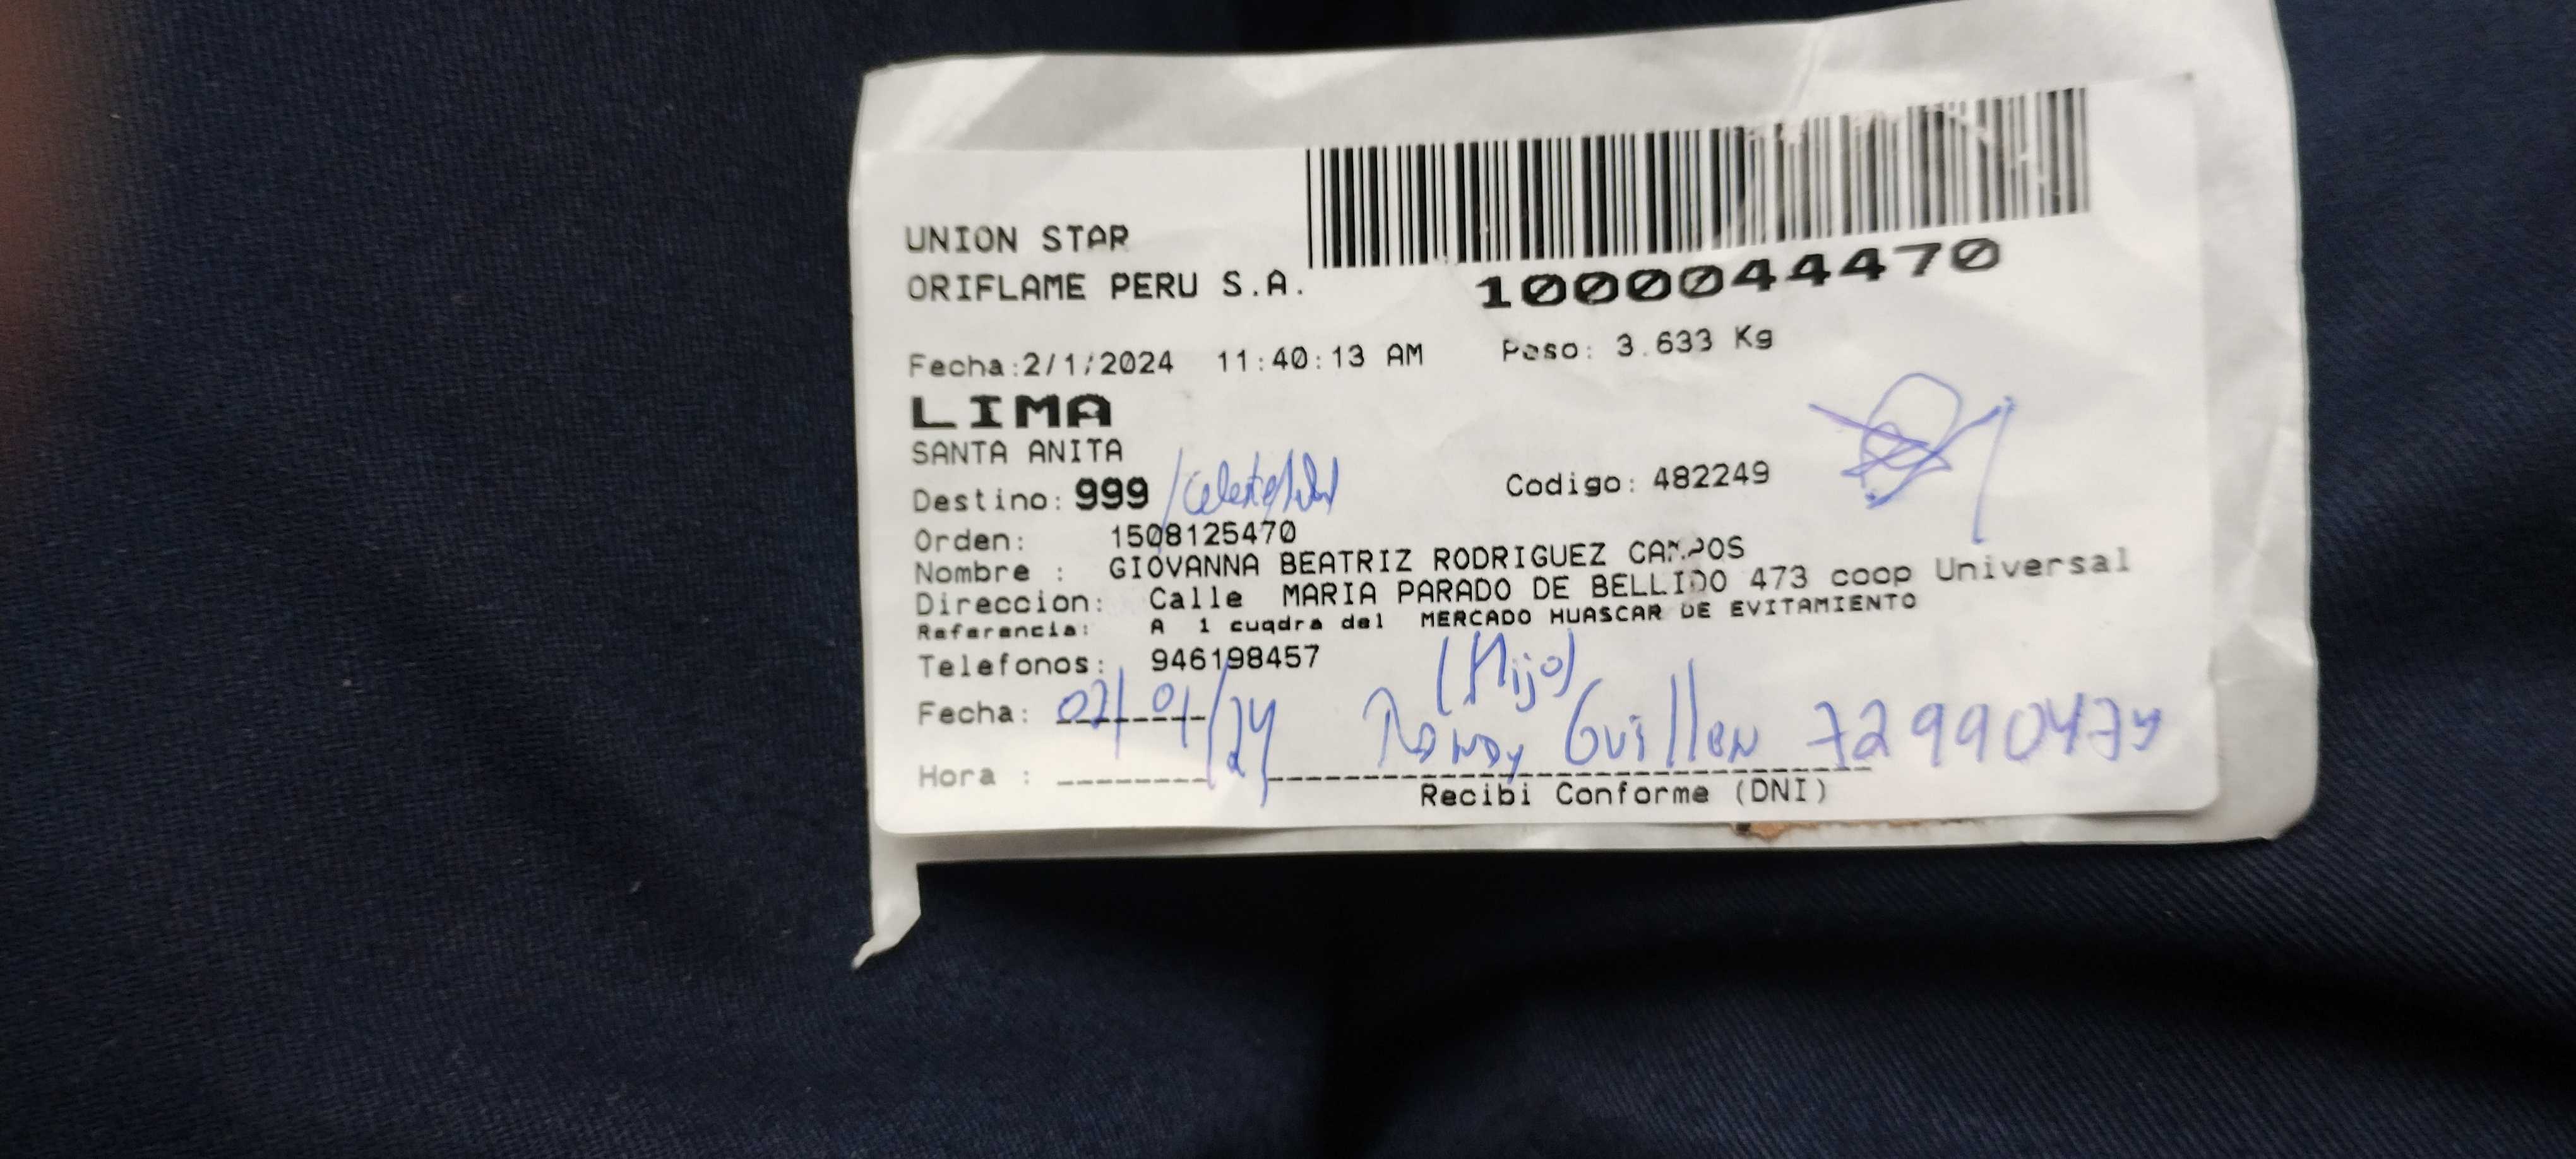 UNION STAR
ORIFLAME PERU S.A.
1000044470
Fecha:2/1/2024 11:40:13 AM Peso: 3.633 Kg
LIMA
SANTA ANITA
Destino: 999 Codigo: 482249
Orden: 1508125470
Nombre : GIOVANNA BEATRIZ RODRIGUEZ CAMPOS
Direccion: Calle MARIA PARADO DE BELLIDO 473 coop Universal
Referencia: A 1 cuadra del MERCADO HUASCAR DE EVITAMIENTO
Telefonos: 946198457
(Hijo)
Fecha: 02/01/24 Guillen
Hora :
Recibi Conforme (DNI)